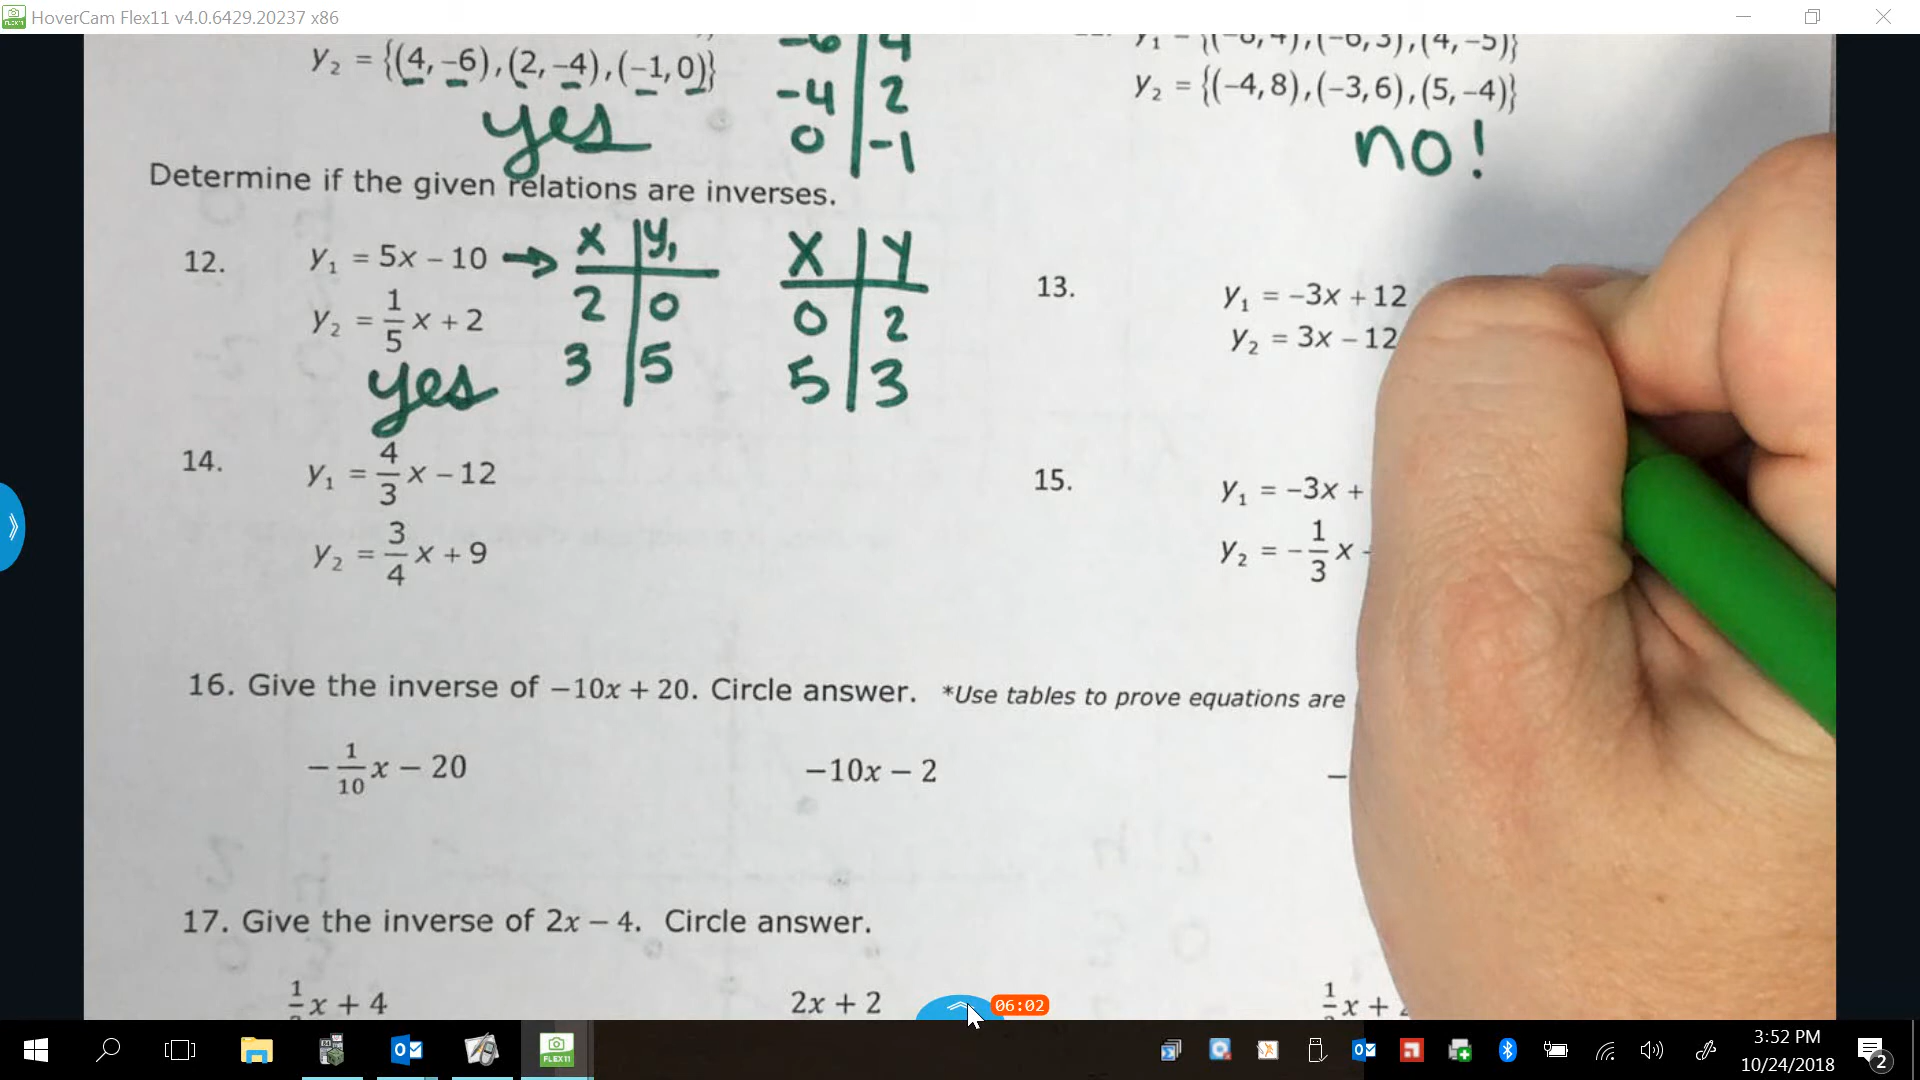 HoverCam Flex11 v4.0.6429.20237 x86
y₂ = {(4, −6), (2, −4), (−1, 0)}
yes
−6 | 4
−4 | 2
0 | −1
y₂ = {(−4, 8), (−3, 6), (5, −4)}
no!
Determine if the given relations are inverses.
12. y₁ = 5x − 10 →
y₂ = 1/5 x + 2
yes
x | y₁
2 | 0
3 | 5
x | y
0 | 2
5 | 3
13. y₁ = −3x + 12
y₂ = 3x − 12
14. y₁ = 4/3 x − 12
y₂ = 3/4 x + 9
15. y₁ = −3x +
y₂ = −1/3 x
16. Give the inverse of −10x + 20. Circle answer. *Use tables to prove equations are
−1/10 x − 20
−10x − 2
−
17. Give the inverse of 2x − 4. Circle answer.
x + 4
2x + 2
x +
06:02
FLEX11
3:52 PM
10/24/2018
2